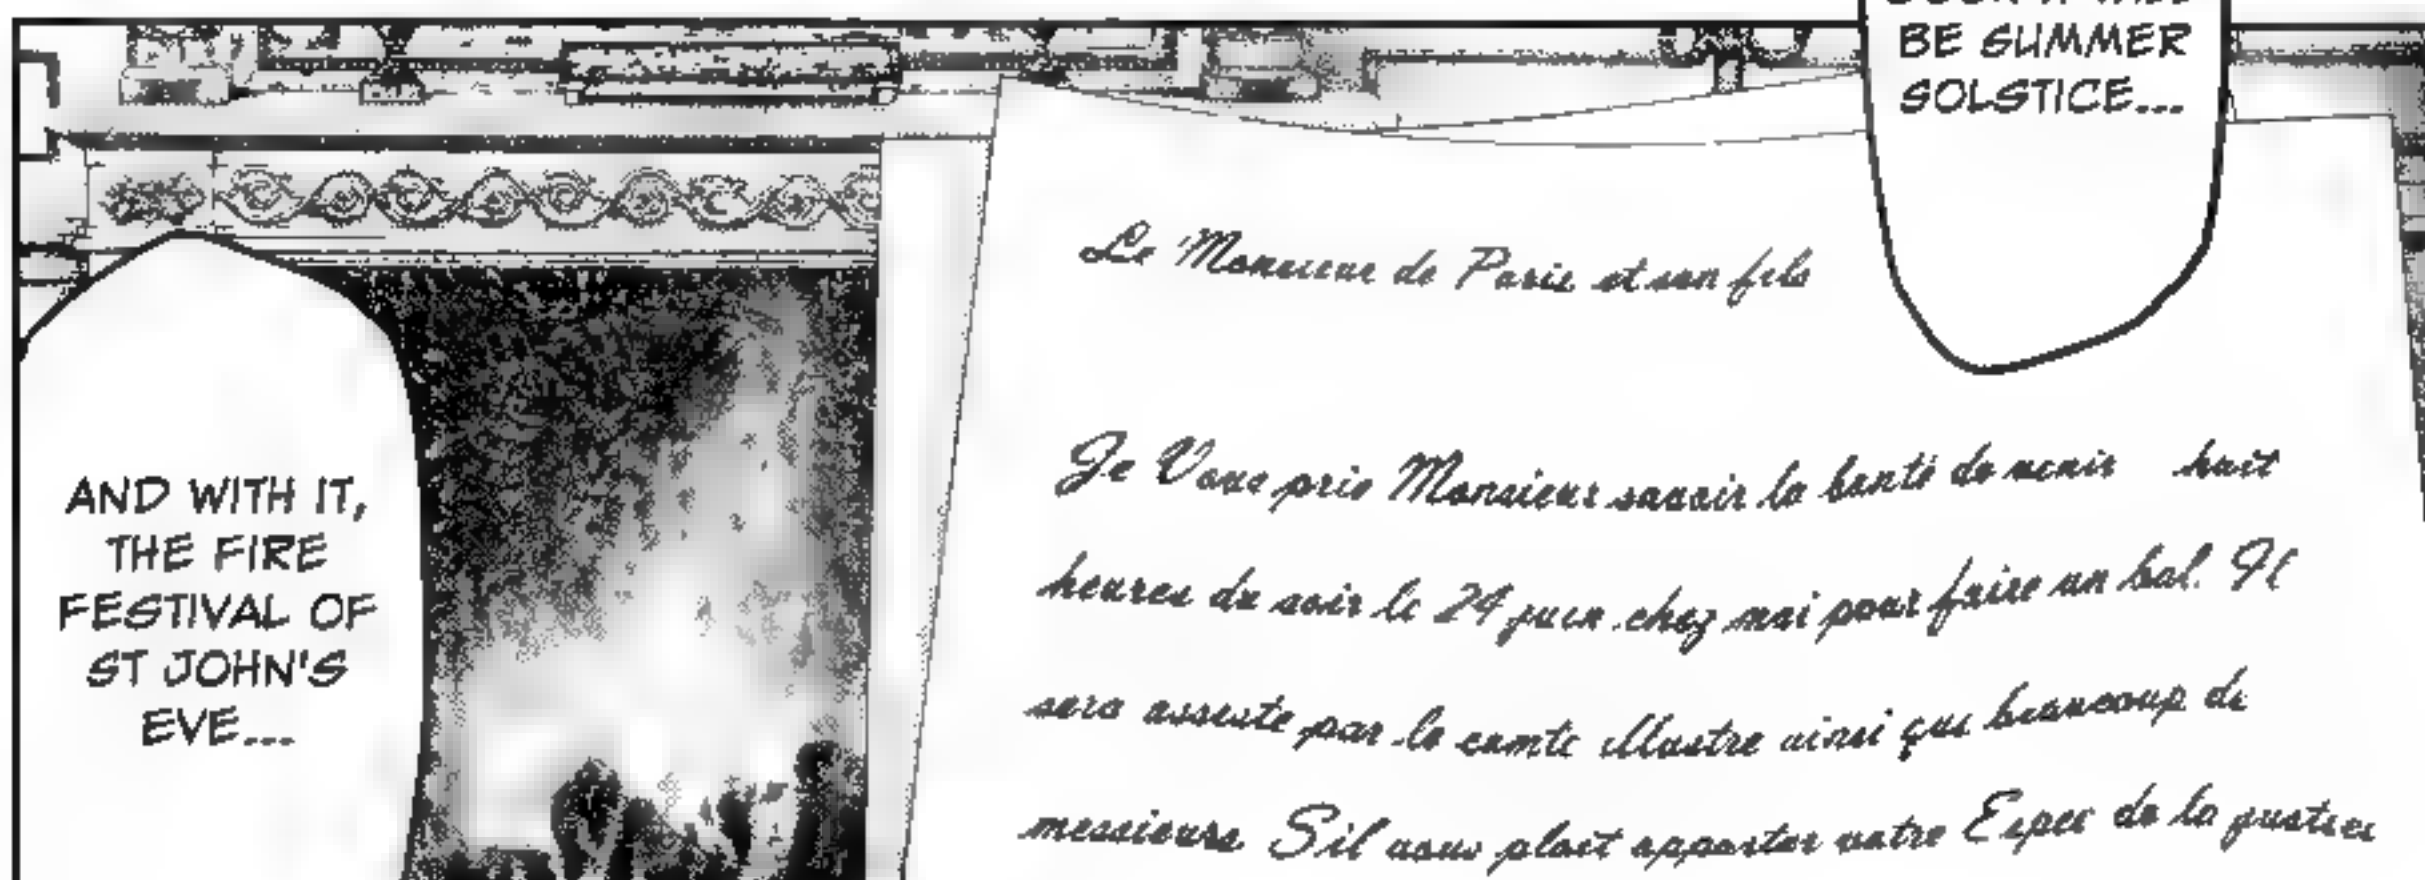 BE SUMMER
SOLSTICE...
AND WITH IT,
THE FIRE
FESTIVAL OF
ST JOHN'S
EVE...
Le Monsieur de Paris et son fils
Je Vous prie Monsieur savoir la bonté de venir huit
heures du soir le 24 juin chez moi pour faire un bal. Il
sera assiste par le comte illustre ainsi que beaucoup de
messieurs S'il vous plait apporter votre Epee de la justice